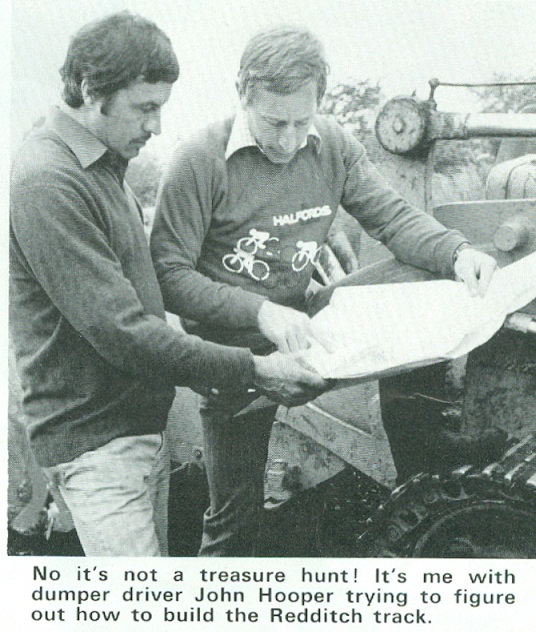 HALFORDS
No it's not a treasure hunt! It's me with
dumper driver John Hooper trying to figure
out how to build the Redditch track.